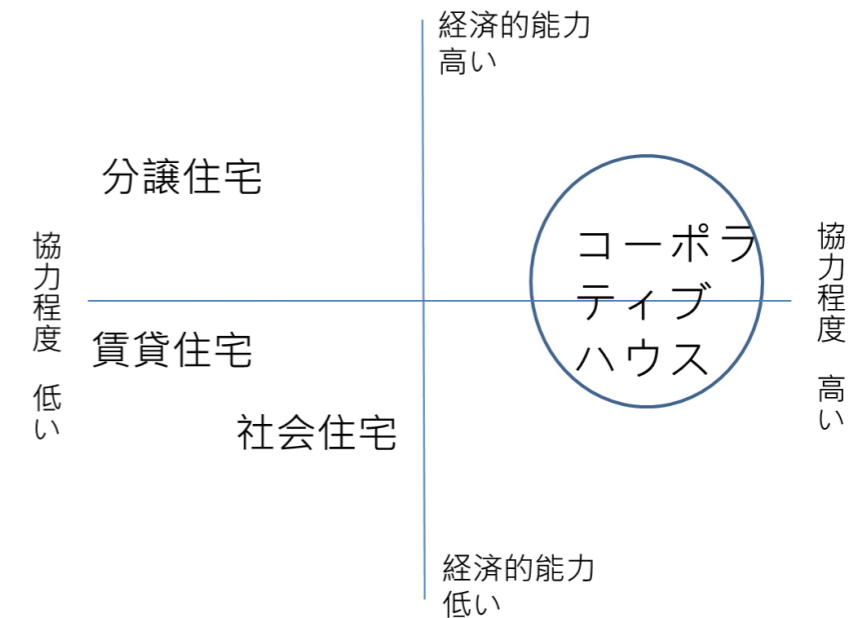 経済的能力
高い
分譲住宅
協力程度 低い
コーポラ
ティブ
ハウス
協力程度 高い
賃貸住宅
社会住宅
経済的能力
低い